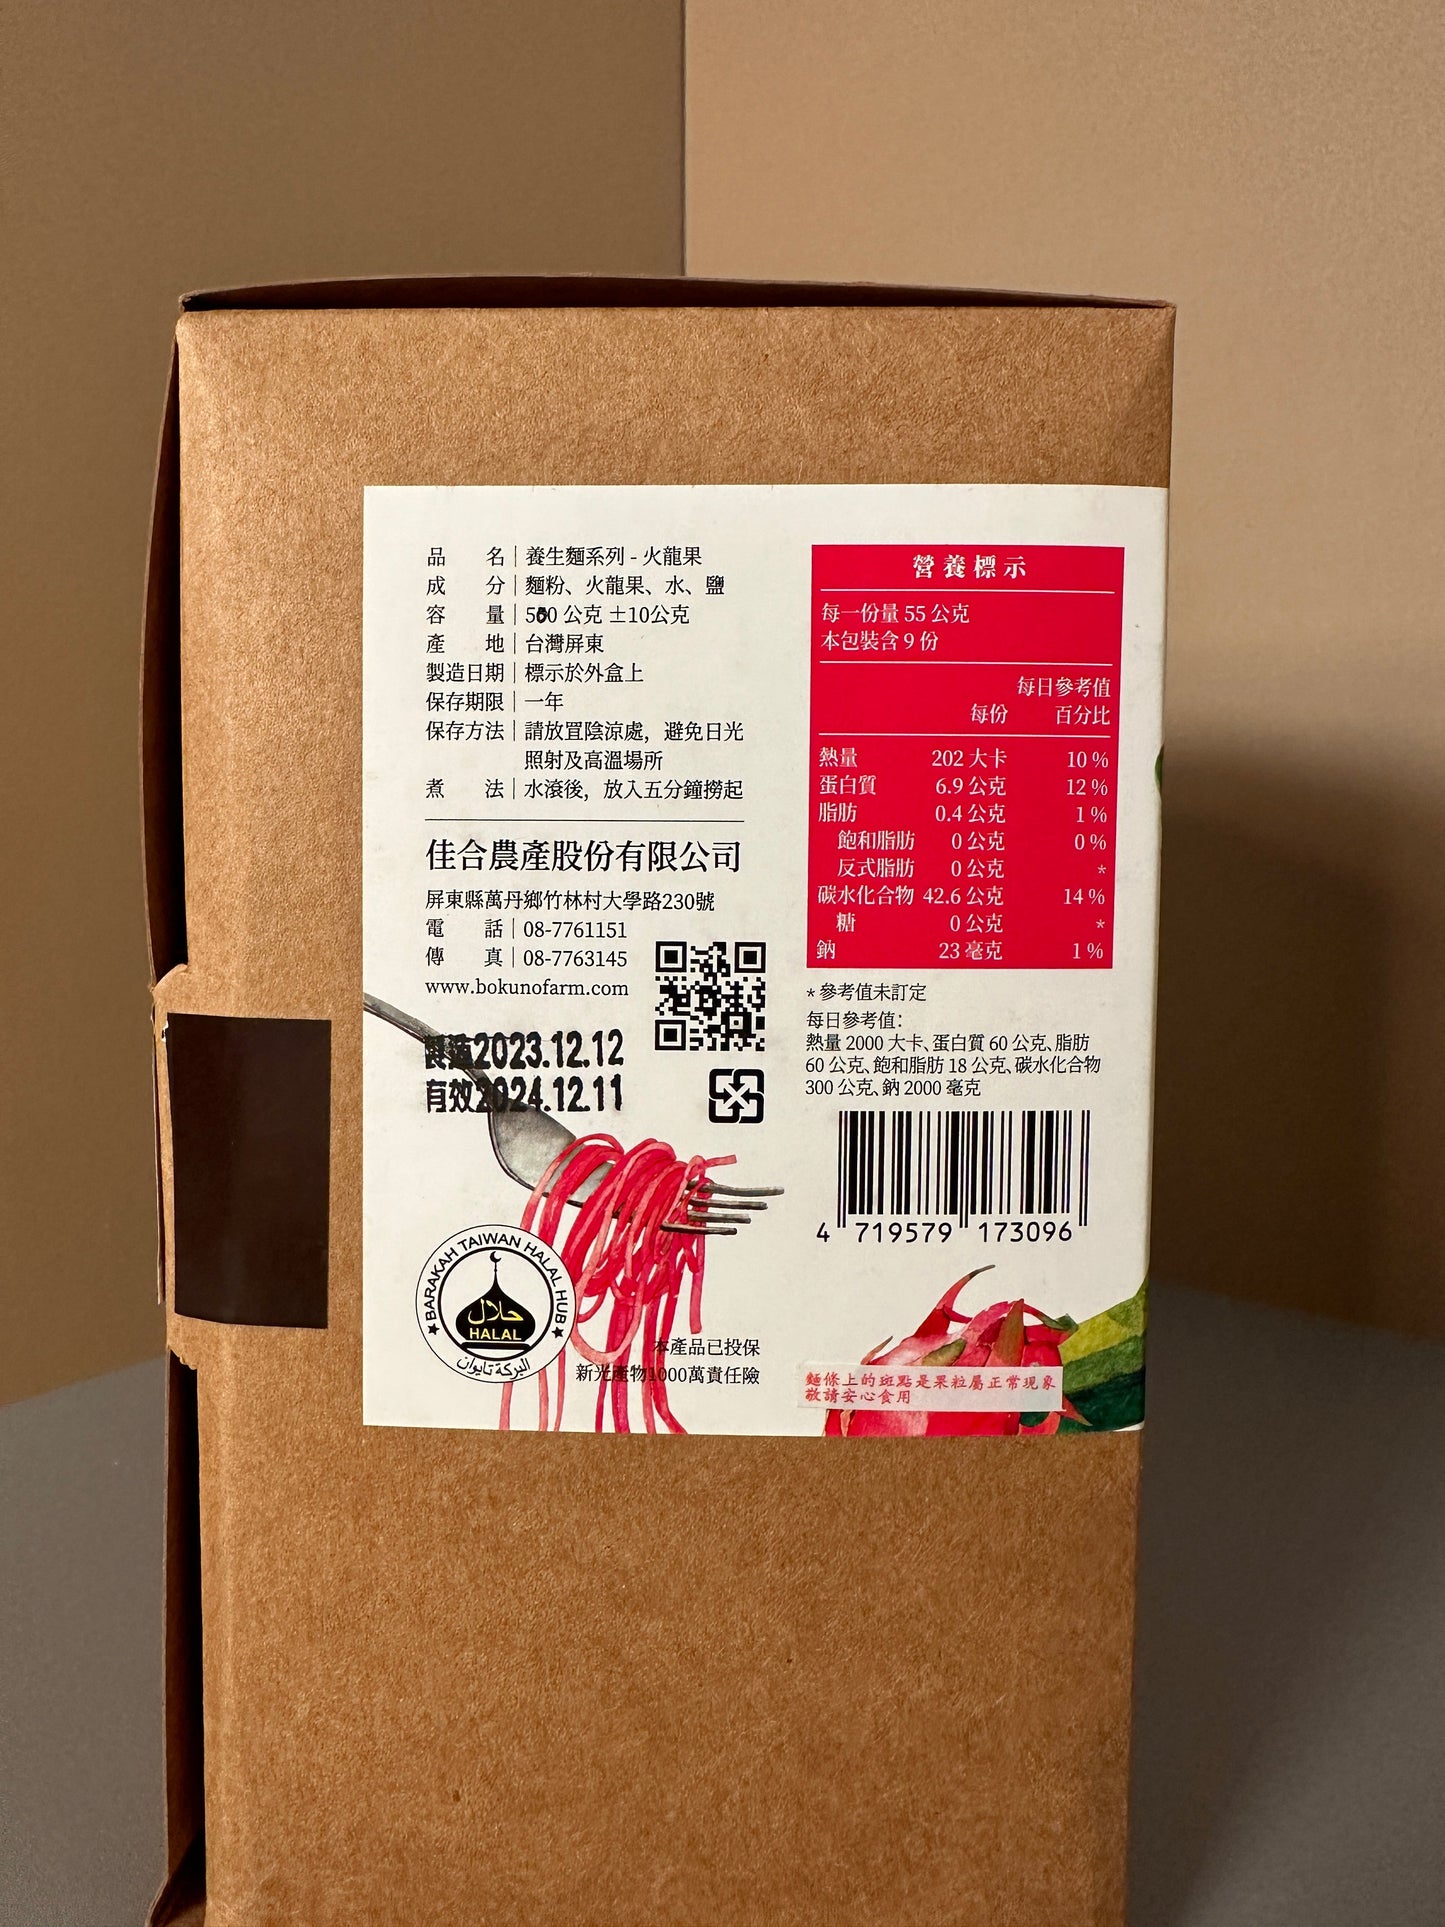 品名｜養生麵系列 - 火龍果
成分｜麵粉、火龍果、水、鹽
容量｜500 公克 ±10公克
產地｜台灣屏東
製造日期｜標示於外盒上
保存期限｜一年
保存方法｜請放置陰涼處，避免日光
照射及高溫場所
煮法｜水滾後，放入五分鐘撈起
佳合農產股份有限公司
屏東縣萬丹鄉竹林村大學路230號
電話｜08-7761151
傳真｜08-7763145
www.bokunofarm.com
製造2023.12.12
有效2024.12.11
BARAKAH TAIWAN HALAL HUB
حلال
HALAL
البركة تايوان
本產品已投保
新光產物1000萬責任險
營養標示
每一份量 55 公克
本包裝含 9 份
每日參考值
每份 百分比
熱量 202 大卡 10 %
蛋白質 6.9 公克 12 %
脂肪 0.4 公克 1 %
飽和脂肪 0 公克 0 %
反式脂肪 0 公克 *
碳水化合物 42.6 公克 14 %
糖 0 公克 *
鈉 23 毫克 1 %
* 參考值未訂定
每日參考值：
熱量 2000 大卡、蛋白質 60 公克、脂肪
60 公克、飽和脂肪 18 公克、碳水化合物
300 公克、鈉 2000 毫克
4 719579 173096
麵條上的斑點是果粒屬正常現象
敬請安心食用